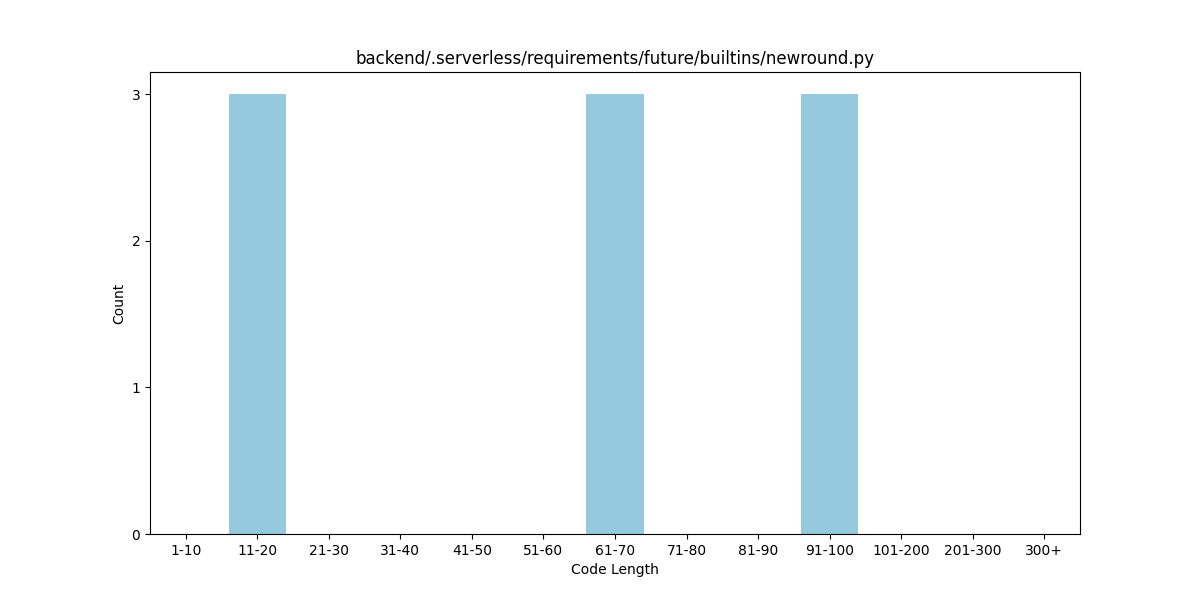 backend/.serverless/requirements/future/builtins/newround.py
3
2
1
0
Count
1-10 11-20 21-30 31-40 41-50 51-60 61-70 71-80 81-90 91-100 101-200 201-300 300+
Code Length